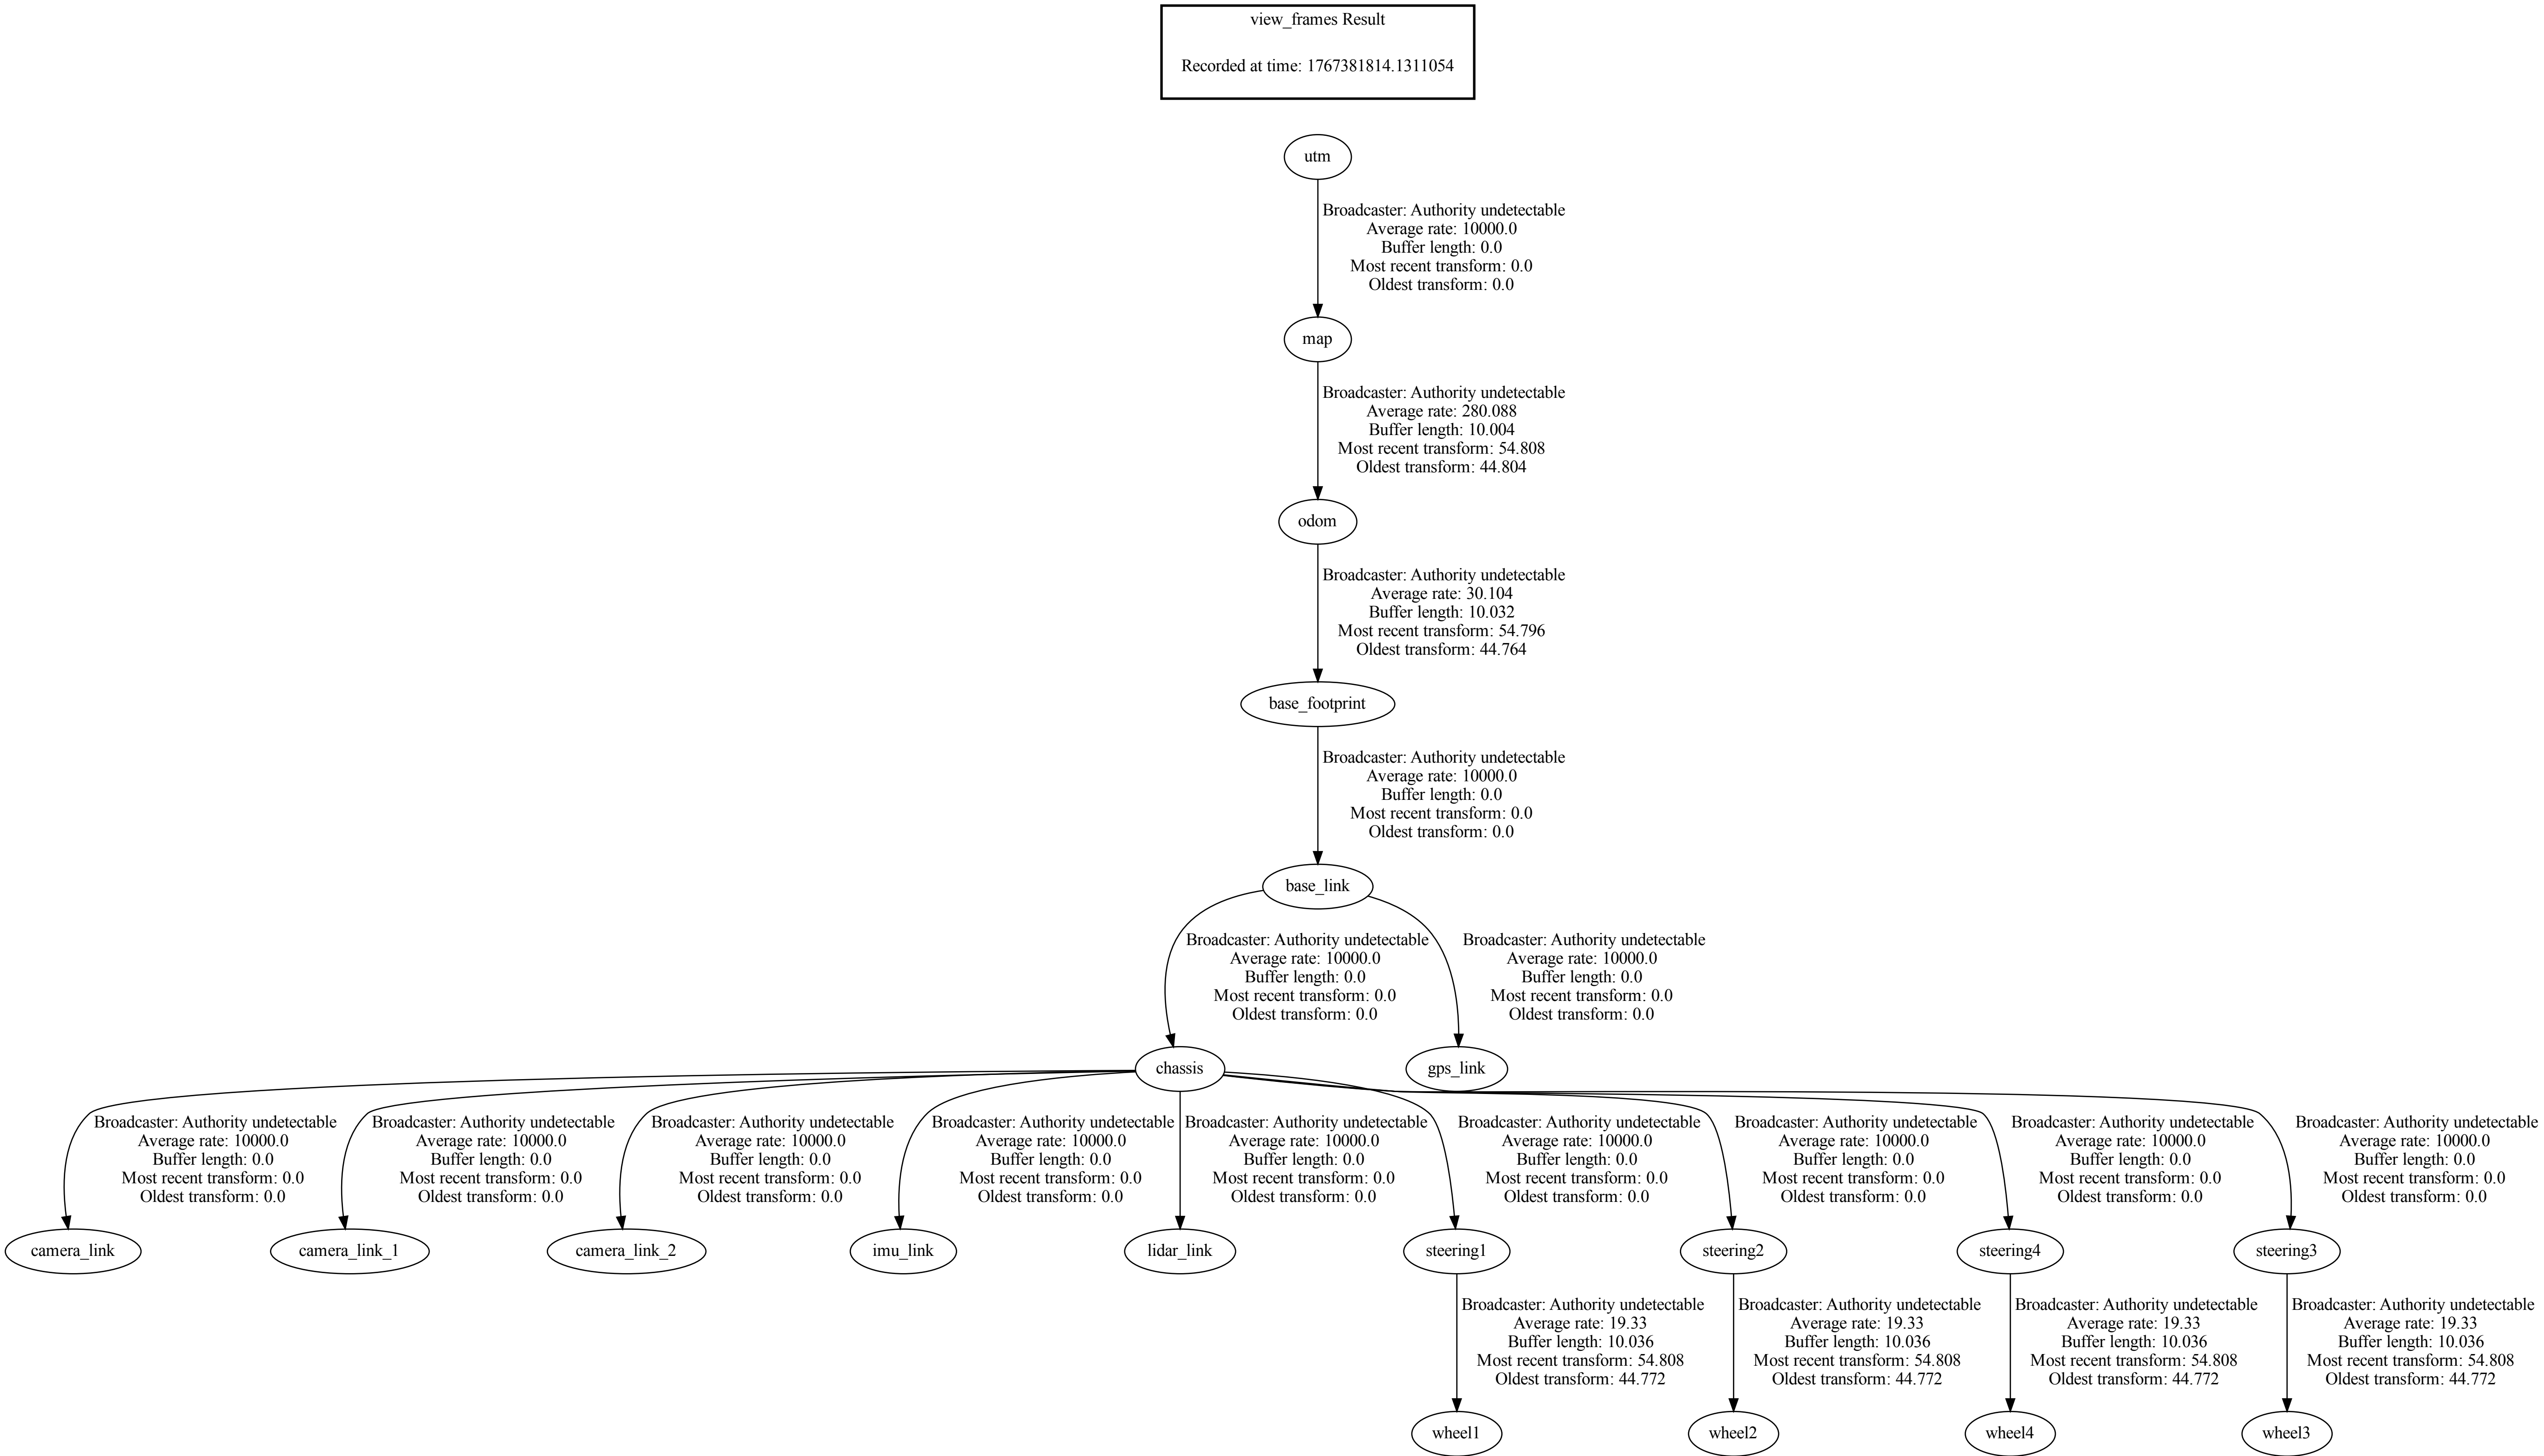 view_frames Result
Recorded at time: 1767381814.1311054
utm
Broadcaster: Authority undetectable
Average rate: 10000.0
Buffer length: 0.0
Most recent transform: 0.0
Oldest transform: 0.0
map
Broadcaster: Authority undetectable
Average rate: 280.088
Buffer length: 10.004
Most recent transform: 54.808
Oldest transform: 44.804
odom
Broadcaster: Authority undetectable
Average rate: 30.104
Buffer length: 10.032
Most recent transform: 54.796
Oldest transform: 44.764
base_footprint
Broadcaster: Authority undetectable
Average rate: 10000.0
Buffer length: 0.0
Most recent transform: 0.0
Oldest transform: 0.0
base_link
Broadcaster: Authority undetectable
Average rate: 10000.0
Buffer length: 0.0
Most recent transform: 0.0
Oldest transform: 0.0
Broadcaster: Authority undetectable
Average rate: 10000.0
Buffer length: 0.0
Most recent transform: 0.0
Oldest transform: 0.0
chassis
gps_link
Broadcaster: Authority undetectable
Average rate: 10000.0
Buffer length: 0.0
Most recent transform: 0.0
Oldest transform: 0.0
Broadcaster: Authority undetectable
Average rate: 10000.0
Buffer length: 0.0
Most recent transform: 0.0
Oldest transform: 0.0
Broadcaster: Authority undetectable
Average rate: 10000.0
Buffer length: 0.0
Most recent transform: 0.0
Oldest transform: 0.0
Broadcaster: Authority undetectable
Average rate: 10000.0
Buffer length: 0.0
Most recent transform: 0.0
Oldest transform: 0.0
Broadcaster: Authority undetectable
Average rate: 10000.0
Buffer length: 0.0
Most recent transform: 0.0
Oldest transform: 0.0
Broadcaster: Authority undetectable
Average rate: 10000.0
Buffer length: 0.0
Most recent transform: 0.0
Oldest transform: 0.0
Broadcaster: Authority undetectable
Average rate: 10000.0
Buffer length: 0.0
Most recent transform: 0.0
Oldest transform: 0.0
Broadcaster: Authority undetectable
Average rate: 10000.0
Buffer length: 0.0
Most recent transform: 0.0
Oldest transform: 0.0
Broadcaster: Authority undetectable
Average rate: 10000.0
Buffer length: 0.0
Most recent transform: 0.0
Oldest transform: 0.0
camera_link
camera_link_1
camera_link_2
imu_link
lidar_link
steering1
steering2
steering4
steering3
Broadcaster: Authority undetectable
Average rate: 19.33
Buffer length: 10.036
Most recent transform: 54.808
Oldest transform: 44.772
Broadcaster: Authority undetectable
Average rate: 19.33
Buffer length: 10.036
Most recent transform: 54.808
Oldest transform: 44.772
Broadcaster: Authority undetectable
Average rate: 19.33
Buffer length: 10.036
Most recent transform: 54.808
Oldest transform: 44.772
Broadcaster: Authority undetectable
Average rate: 19.33
Buffer length: 10.036
Most recent transform: 54.808
Oldest transform: 44.772
wheel1
wheel2
wheel4
wheel3